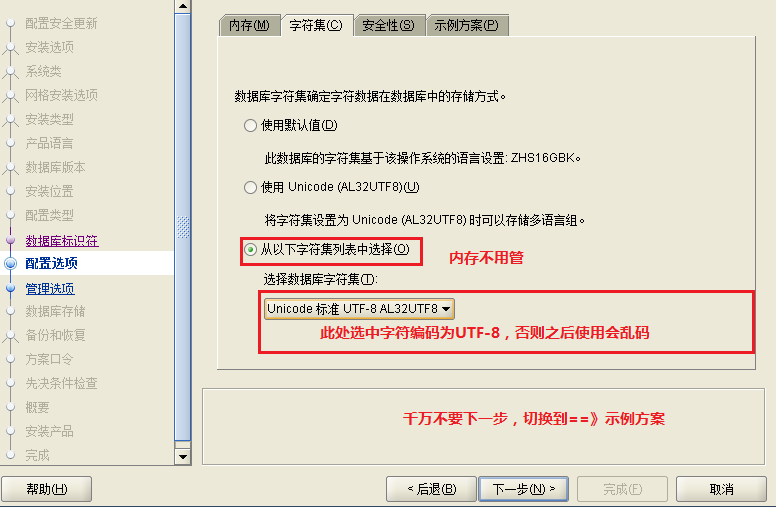 配置安全更新
安装选项
系统类
网格安装选项
安装类型
产品语言
数据库版本
安装位置
配置类型
数据库标识符
配置选项
管理选项
数据库存储
备份和恢复
方案口令
先决条件检查
概要
安装产品
完成
内存(M) 字符集(C) 安全性(S) 示例方案(P)
数据库字符集确定字符数据在数据库中的存储方式。
使用默认值(D)
此数据库的字符集基于该操作系统的语言设置: ZHS16GBK。
使用 Unicode (AL32UTF8)(U)
将字符集设置为 Unicode (AL32UTF8) 时可以存储多语言组。
从以下字符集列表中选择(O) 内存不用管
选择数据库字符集(T):
Unicode 标准 UTF-8 AL32UTF8
此处选中字符编码为UTF-8，否则之后使用会乱码
千万不要下一步，切换到==》示例方案
帮助(H) < 后退(B) 下一步(N) > 完成(F) 取消